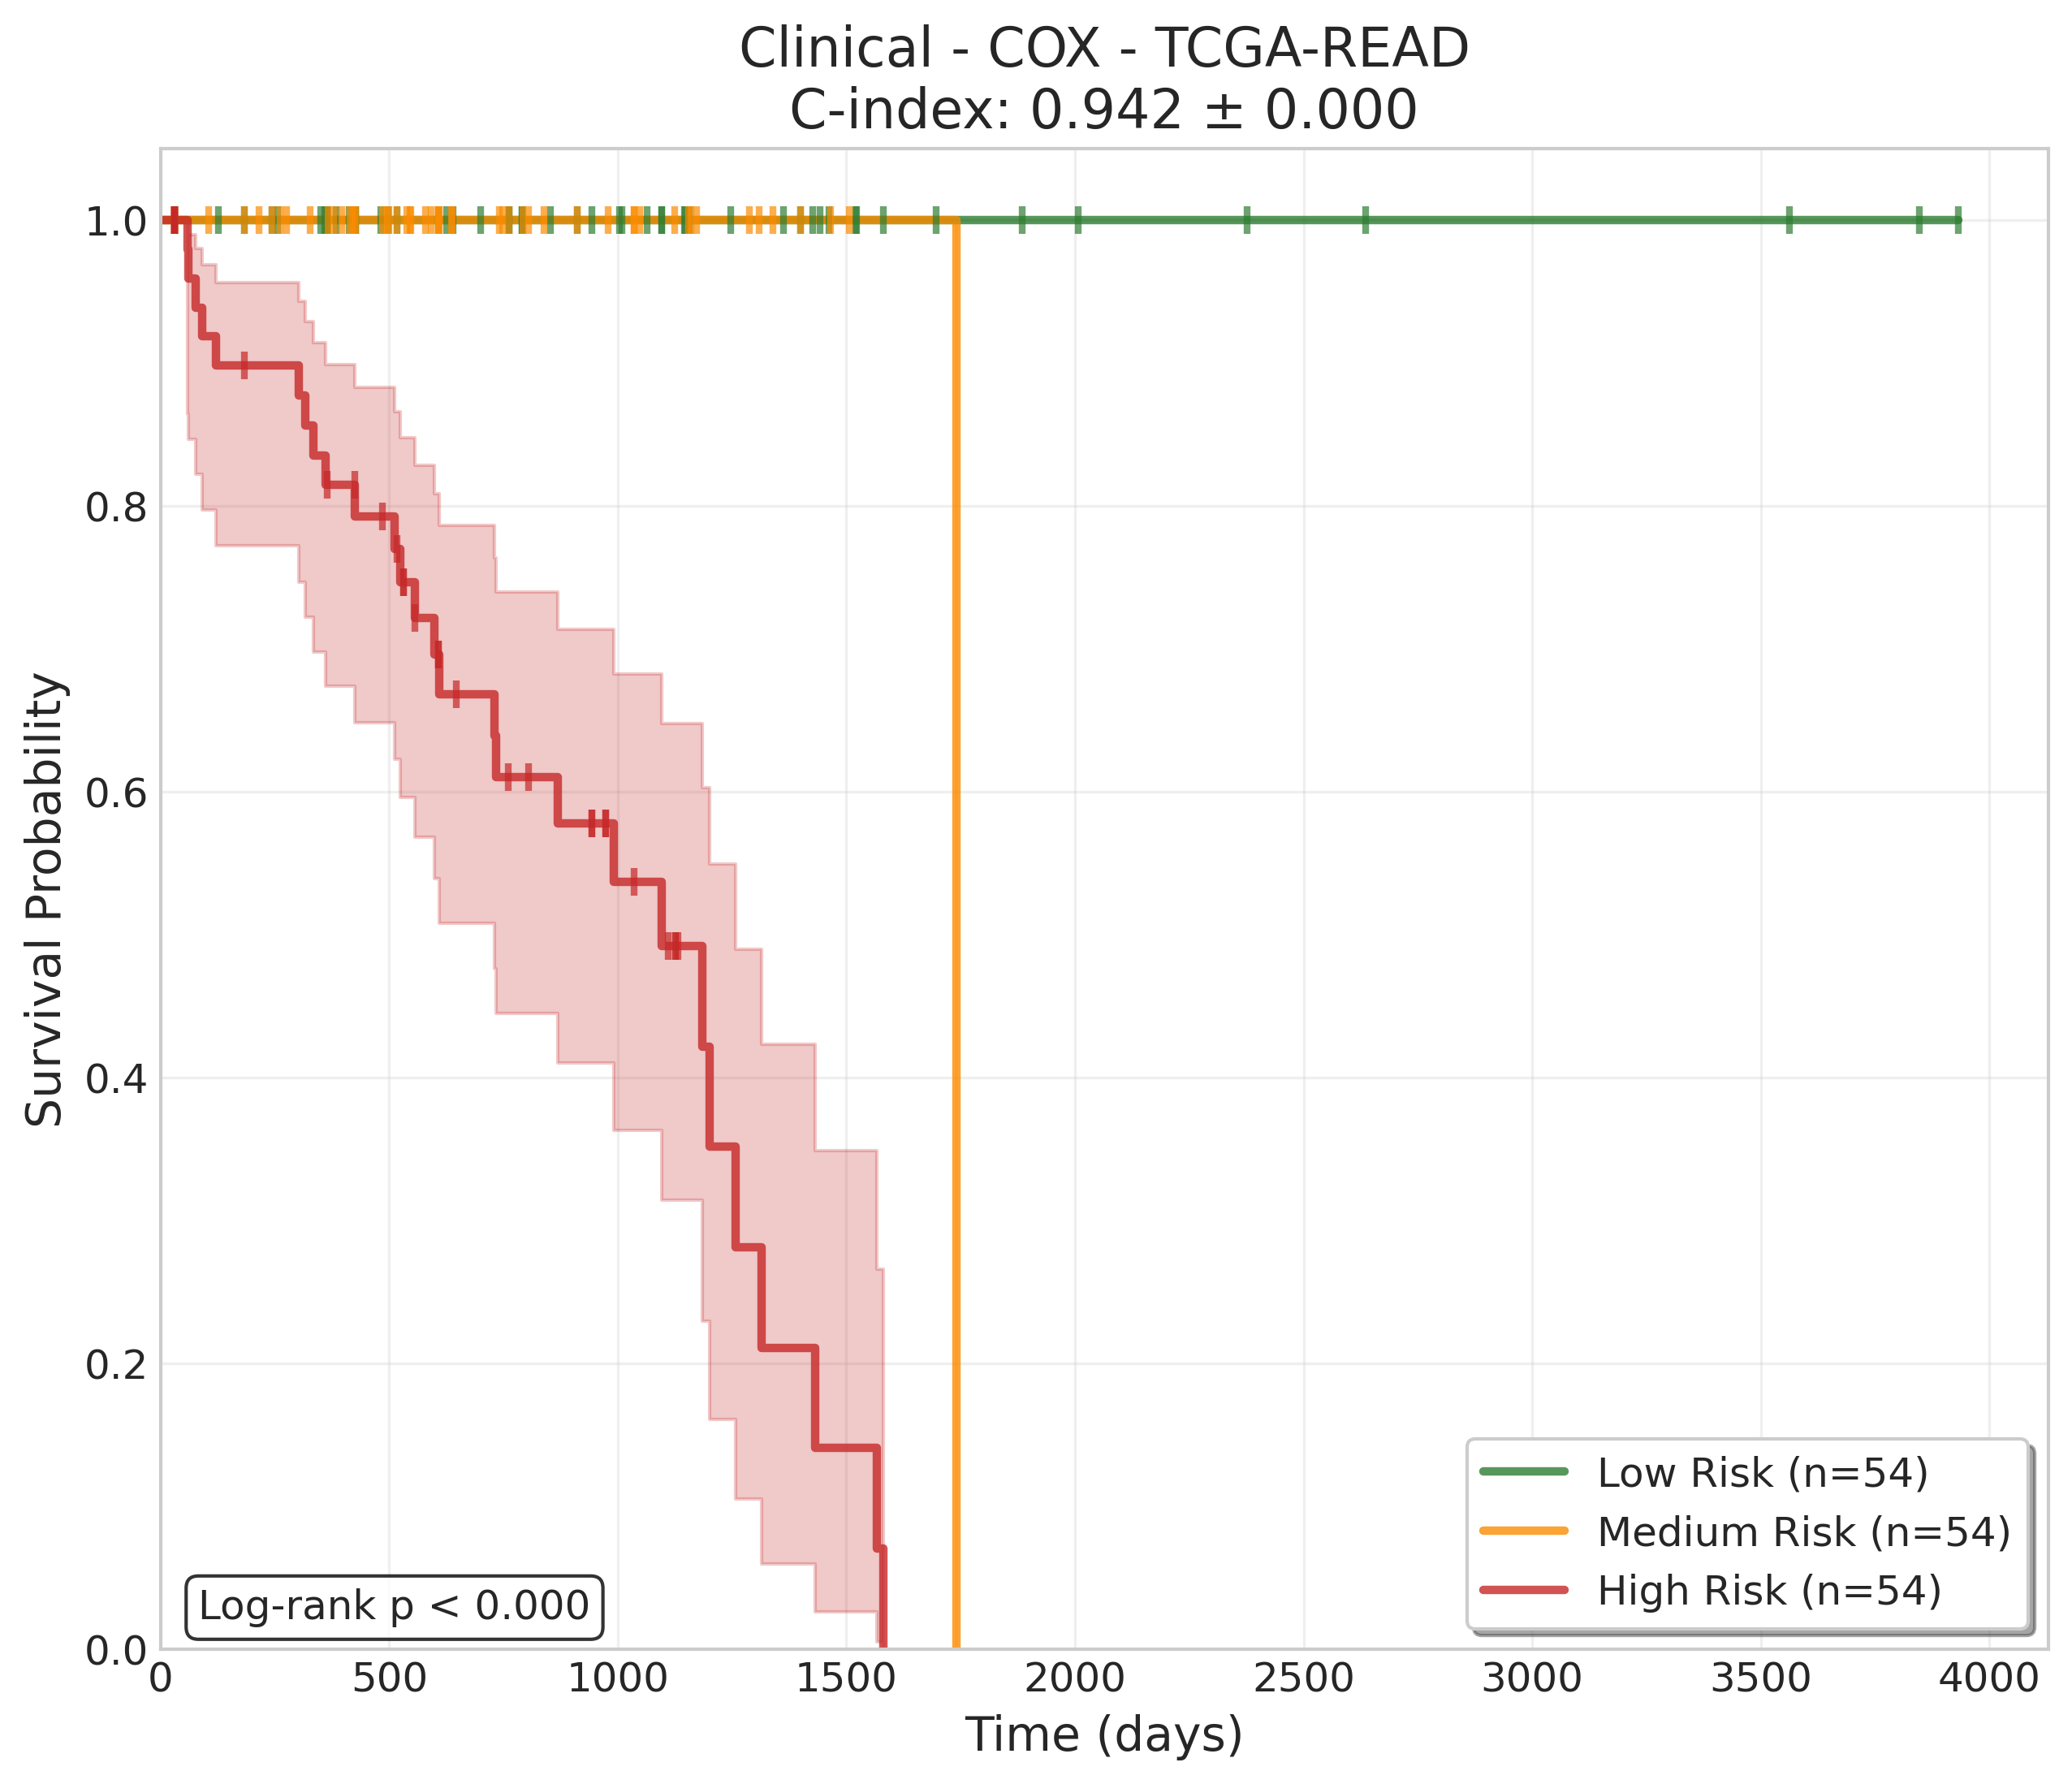 Clinical - COX - TCGA-READ
C-index: 0.942 ± 0.000
Survival Probability
1.0
0.8
0.6
0.4
0.2
0.0
Log-rank p < 0.000
Low Risk (n=54)
Medium Risk (n=54)
High Risk (n=54)
0 500 1000 1500 2000 2500 3000 3500 4000
Time (days)